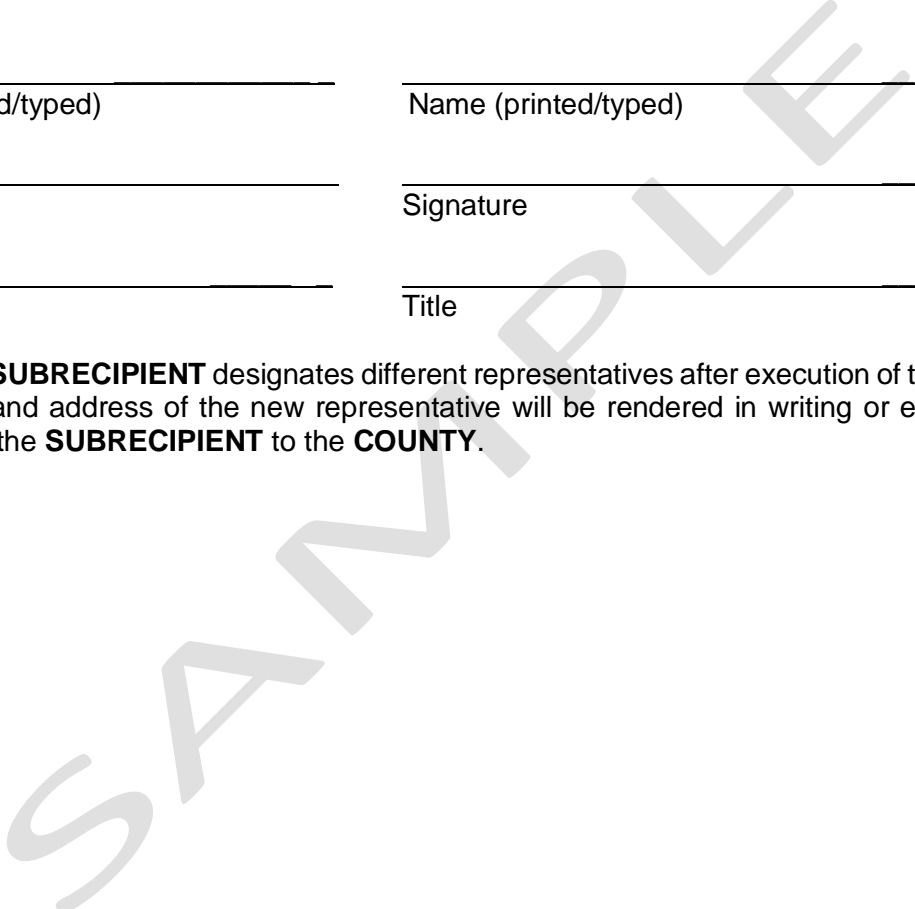 d/typed) Name (printed/typed)
Signature
Title
SUBRECIPIENT designates different representatives after execution of t
and address of the new representative will be rendered in writing or e
the SUBRECIPIENT to the COUNTY.
SAMPLE